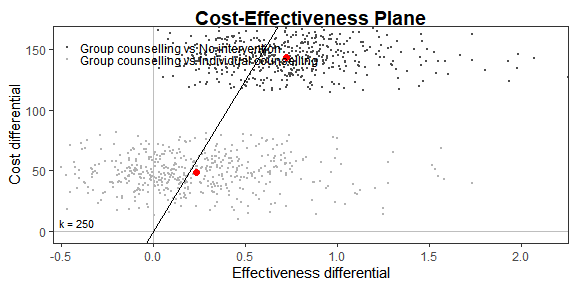 Cost-Effectiveness Plane
Group counselling vs No intervention
Group counselling vs Individual counselling
Cost differential
150
100
50
0
k = 250
-0.5
0.0
0.5
1.0
1.5
2.0
Effectiveness differential